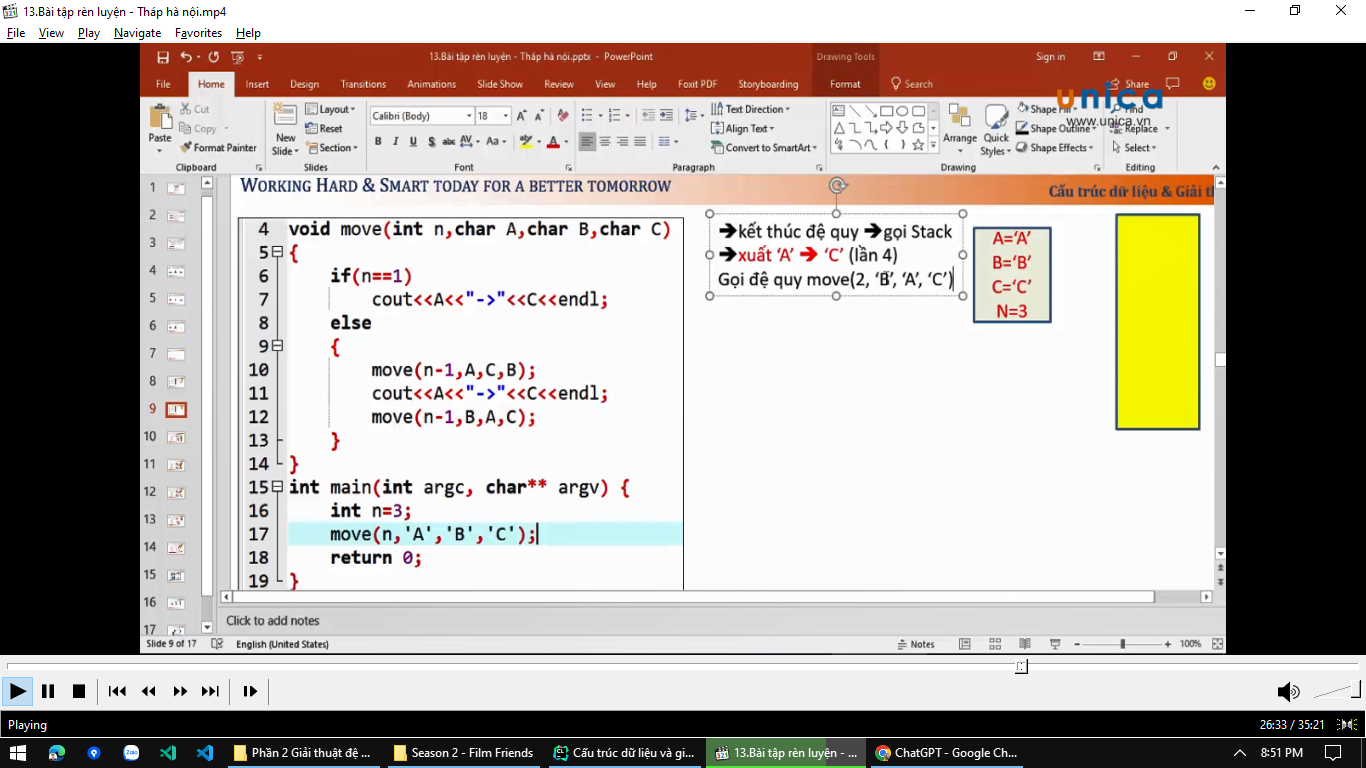 13.Bài tập rèn luyện - Tháp hà nội.mp4
File View Play Navigate Favorites Help
13.Bài tập rèn luyện - Tháp hà nội.pptx - PowerPoint
Drawing Tools
Sign in
File Home Insert Design Transitions Animations Slide Show Review View Help Foxit PDF Storyboarding Format Search Share
unica
www.unica.vn
Paste
Cut
Copy
Format Painter
Clipboard
New Slide
Layout
Reset
Section
Slides
Calibri (Body) 18
Font
Text Direction
Align Text
Convert to SmartArt
Paragraph
Arrange
Quick Styles
Shape Fill
Shape Outline
Shape Effects
Drawing
Find
Replace
Select
Editing
1
2
3
4
5
6
7
8
9
10
11
12
13
14
15
16
17
WORKING HARD & SMART TODAY FOR A BETTER TOMORROW
Cấu trúc dữ liệu & Giải th
4 void move(int n,char A,char B,char C)
5 {
6 if(n==1)
7 cout<<A<<"->"<<C<<endl;
8 else
9 {
10 move(n-1,A,C,B);
11 cout<<A<<"->"<<C<<endl;
12 move(n-1,B,A,C);
13 }
14 }
15 int main(int argc, char** argv) {
16 int n=3;
17 move(n,'A','B','C');
18 return 0;
19 }
➔kết thúc đệ quy ➔gọi Stack
➔xuất ‘A’ ➔ ‘C’ (lần 4)
Gọi đệ quy move(2, ‘B’, ‘A’, ‘C’)
A=‘A’
B=‘B’
C=‘C’
N=3
Click to add notes
Slide 9 of 17 English (United States) Notes 100%
Playing
26:33 / 35:21
Zalo
Phần 2 Giải thuật đệ ...
Season 2 - Film Friends
Cấu trúc dữ liệu và gi...
13.Bài tập rèn luyện - ...
ChatGPT - Google Ch...
8:51 PM